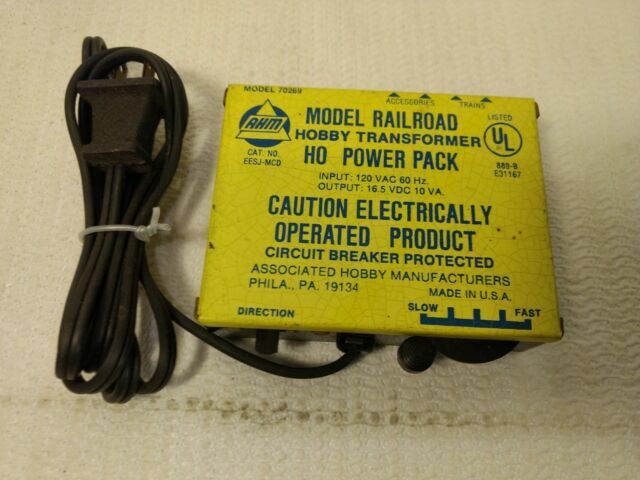 MODEL 70269
ACCESSORIES TRAINS
AHM
CAT. NO.
EESJ-MCD
MODEL RAILROAD
HOBBY TRANSFORMER
HO POWER PACK
LISTED
UL
889-B
E31167
INPUT: 120 VAC 60 Hz.
OUTPUT: 16.5 VDC 10 VA.
CAUTION ELECTRICALLY
OPERATED PRODUCT
CIRCUIT BREAKER PROTECTED
ASSOCIATED HOBBY MANUFACTURERS
PHILA., PA. 19134
MADE IN U.S.A.
DIRECTION
SLOW FAST